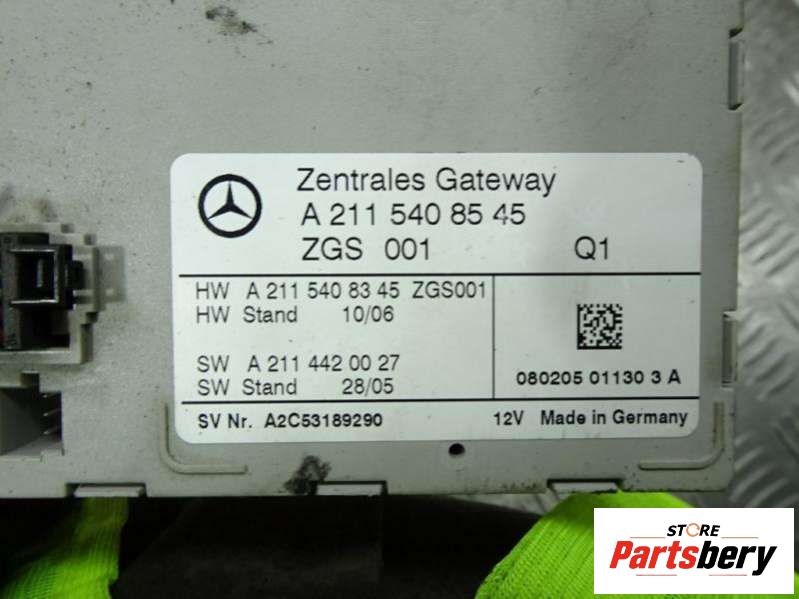 Zentrales Gateway
A 211 540 85 45
ZGS 001 Q1
HW A 211 540 83 45 ZGS001
HW Stand 10/06
SW A 211 442 00 27
SW Stand 28/05
080205 01130 3 A
SV Nr. A2C53189290 12V Made in Germany
STORE
Partsbery